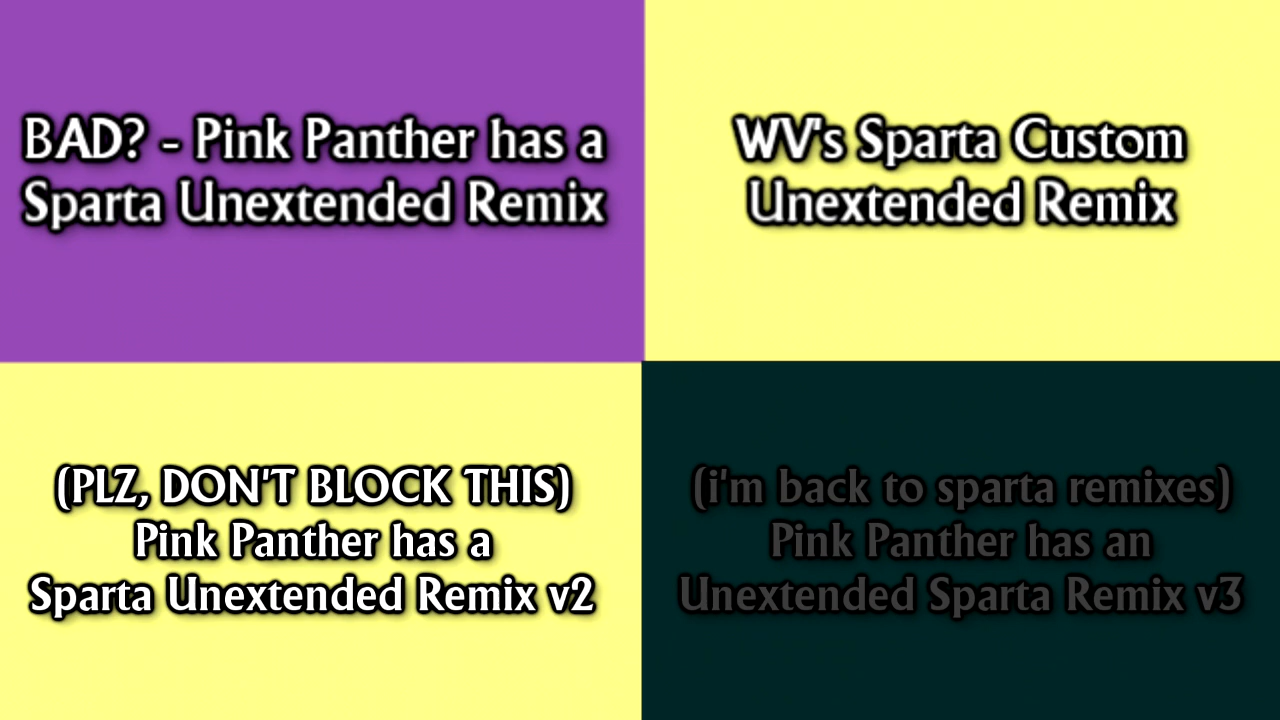 BAD? - Pink Panther has a
Sparta Unextended Remix
WV's Sparta Custom
Unextended Remix
(PLZ, DON'T BLOCK THIS)
Pink Panther has a
Sparta Unextended Remix v2
(i'm back to sparta remixes)
Pink Panther has an
Unextended Sparta Remix v3